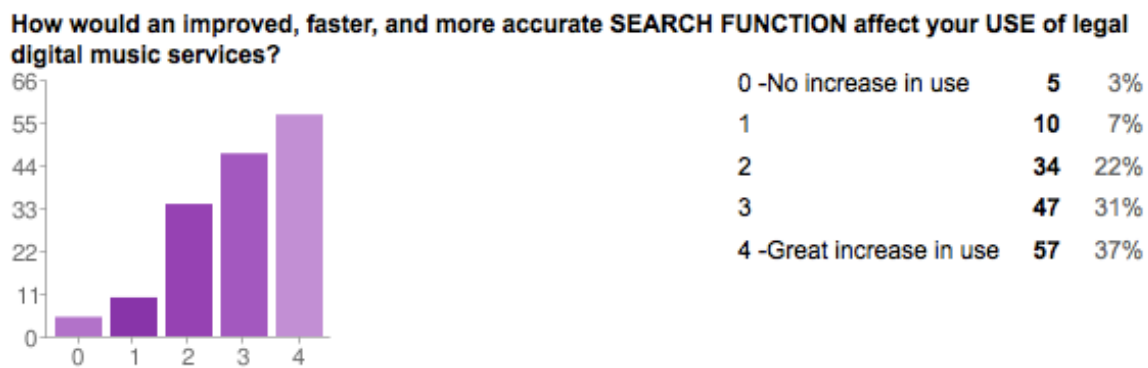 How would an improved, faster, and more accurate SEARCH FUNCTION affect your USE of legal
digital music services?
66
55
44
33
22
11
0
0 1 2 3 4
0 -No increase in use 5 3%
1 10 7%
2 34 22%
3 47 31%
4 -Great increase in use 57 37%